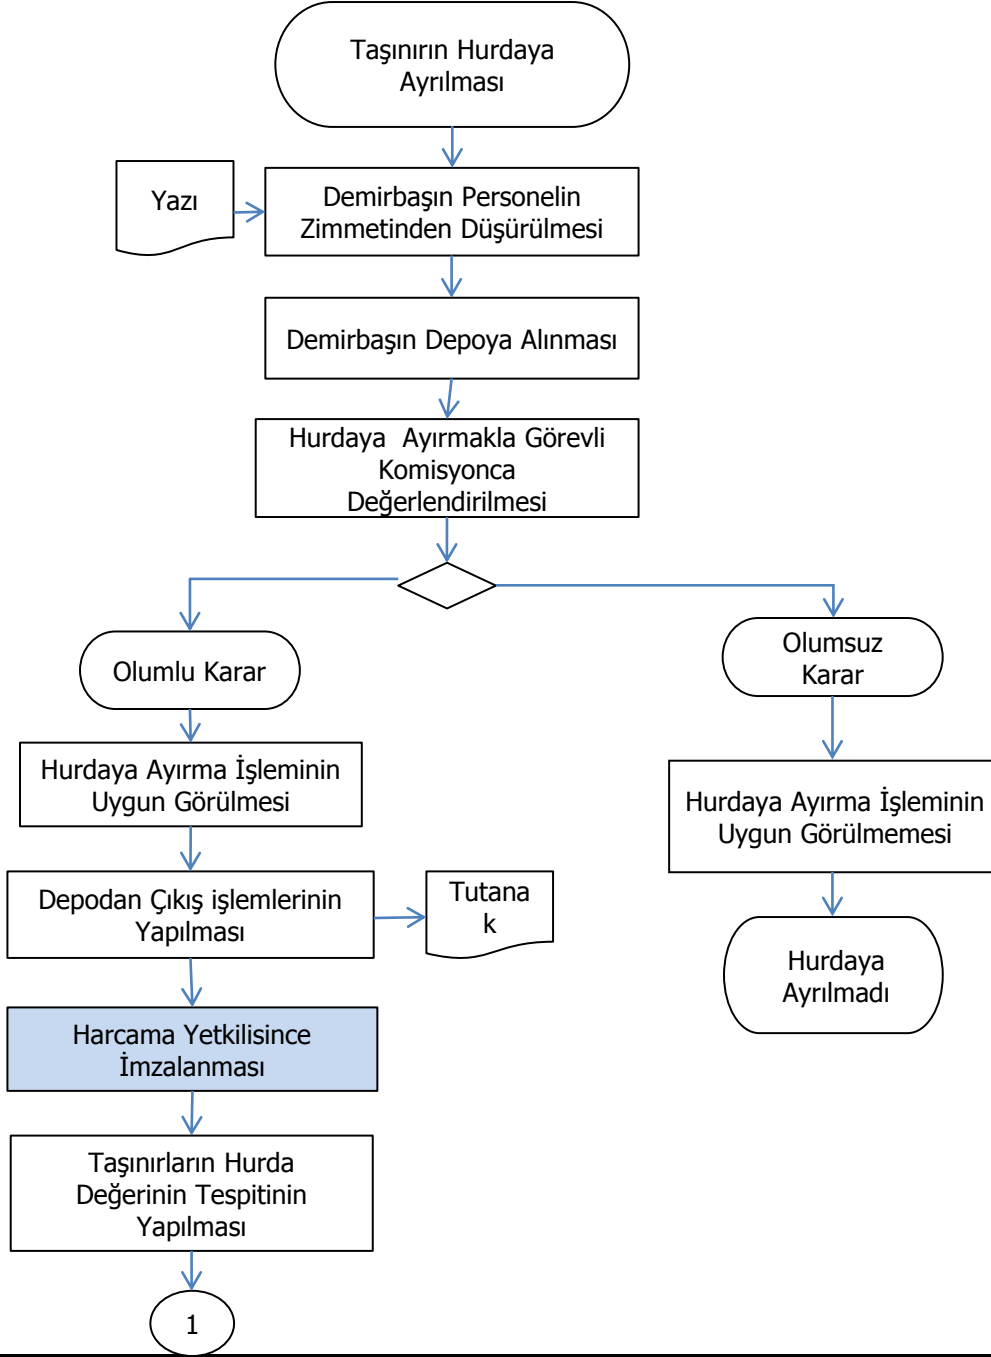 Taşınırın Hurdaya
Ayrılması
Yazı
Demirbaşın Personelin
Zimmetinden Düşürülmesi
Demirbaşın Depoya Alınması
Hurdaya  Ayırmakla Görevli
Komisyonca
Değerlendirilmesi
Olumlu Karar
Olumsuz
Karar
Hurdaya Ayırma İşleminin
Uygun Görülmesi
Hurdaya Ayırma İşleminin
Uygun Görülmemesi
Depodan Çıkış işlemlerinin
Yapılması
Tutana
k
Hurdaya
Ayrılmadı
Harcama Yetkilisince
İmzalanması
Taşınırların Hurda
Değerinin Tespitinin
Yapılması
1